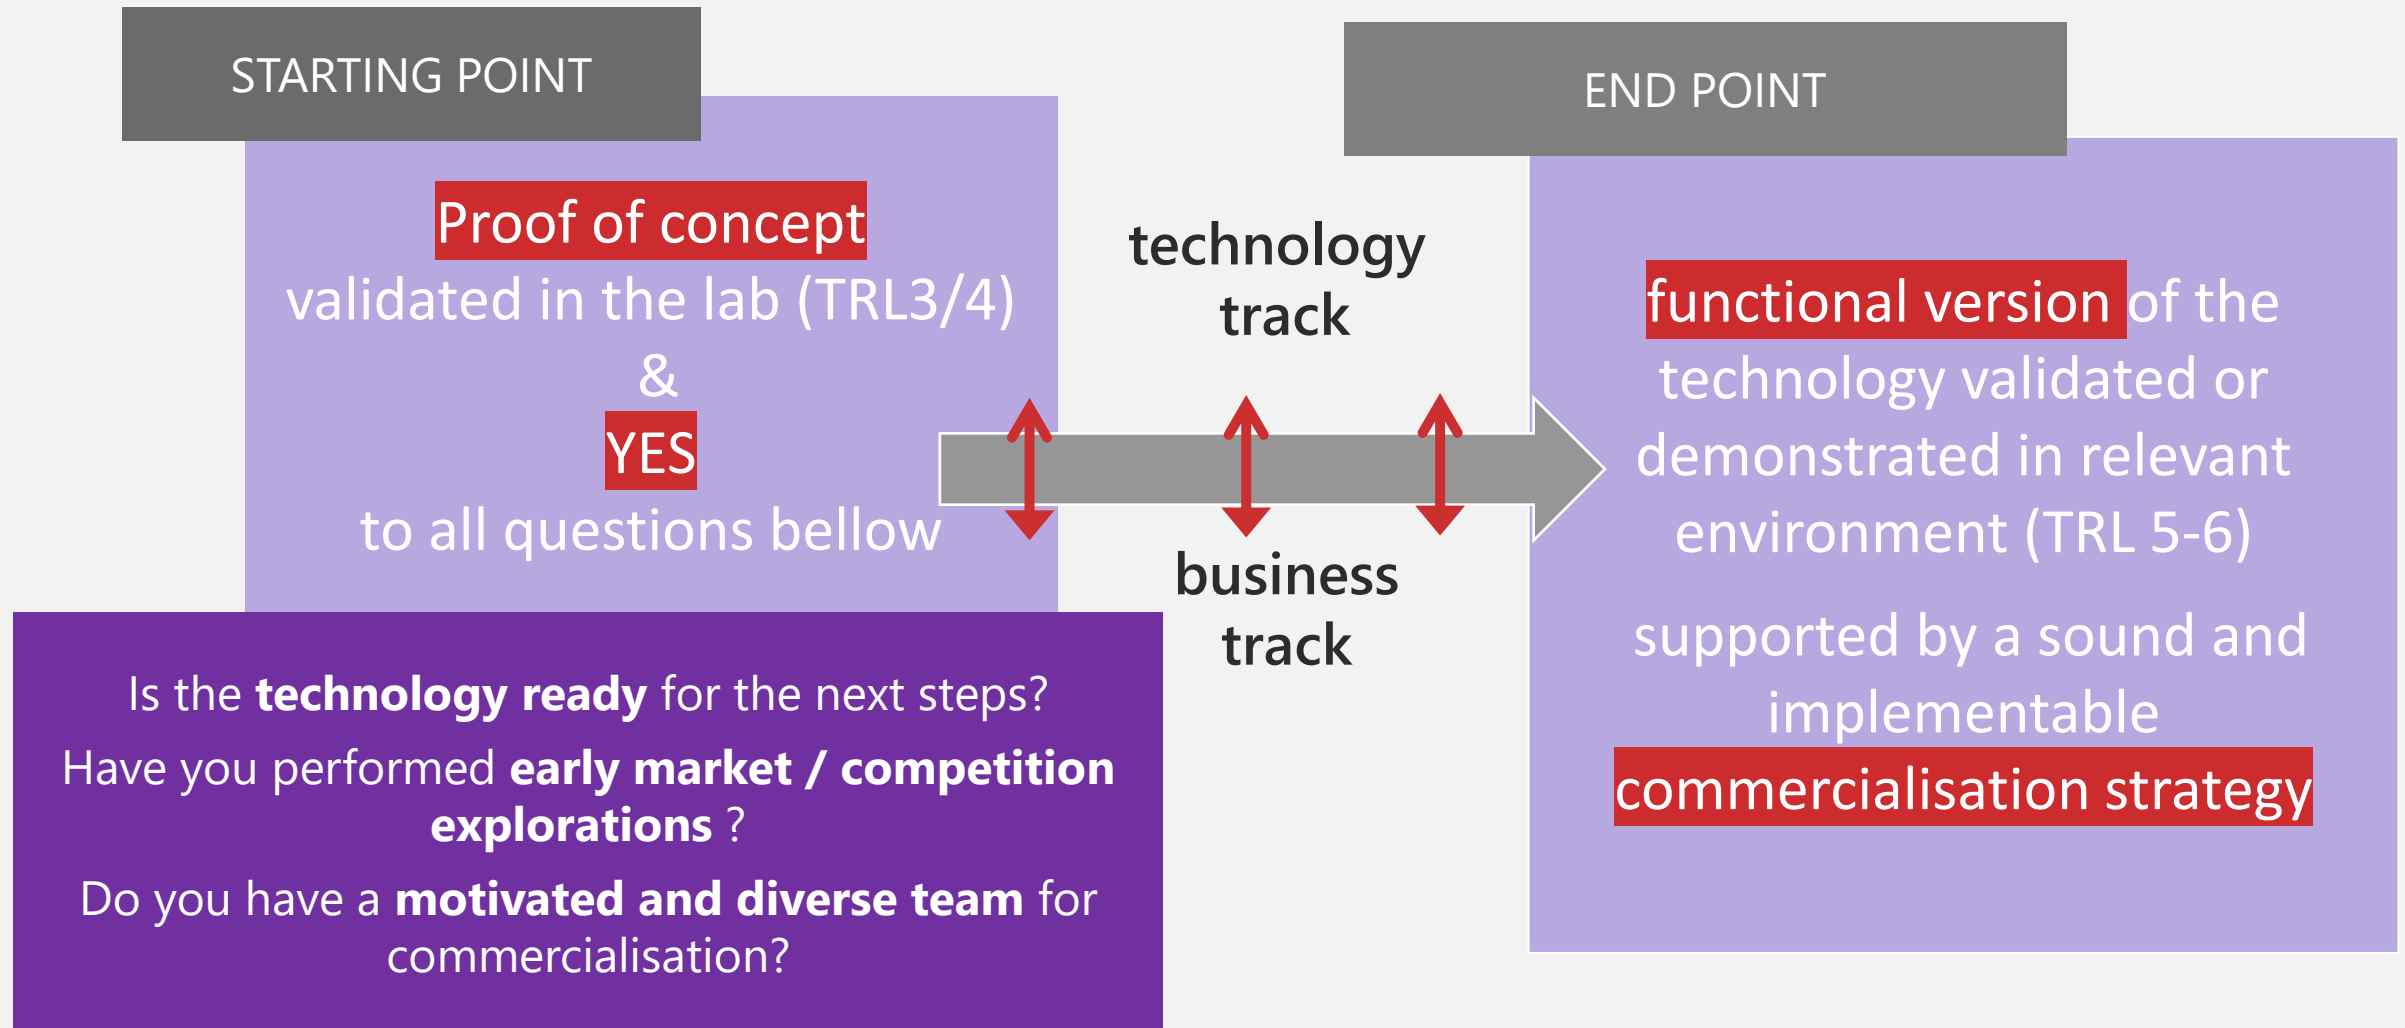 STARTING POINT
Proof of concept
validated in the lab (TRL3/4)
&
YES
to all questions bellow
Is the technology ready for the next steps?
Have you performed early market / competition
explorations ?
Do you have a motivated and diverse team for
commercialisation?
technology
track
business
track
END POINT
functional version of the
technology validated or
demonstrated in relevant
environment (TRL 5-6)
supported by a sound and
implementable
commercialisation strategy